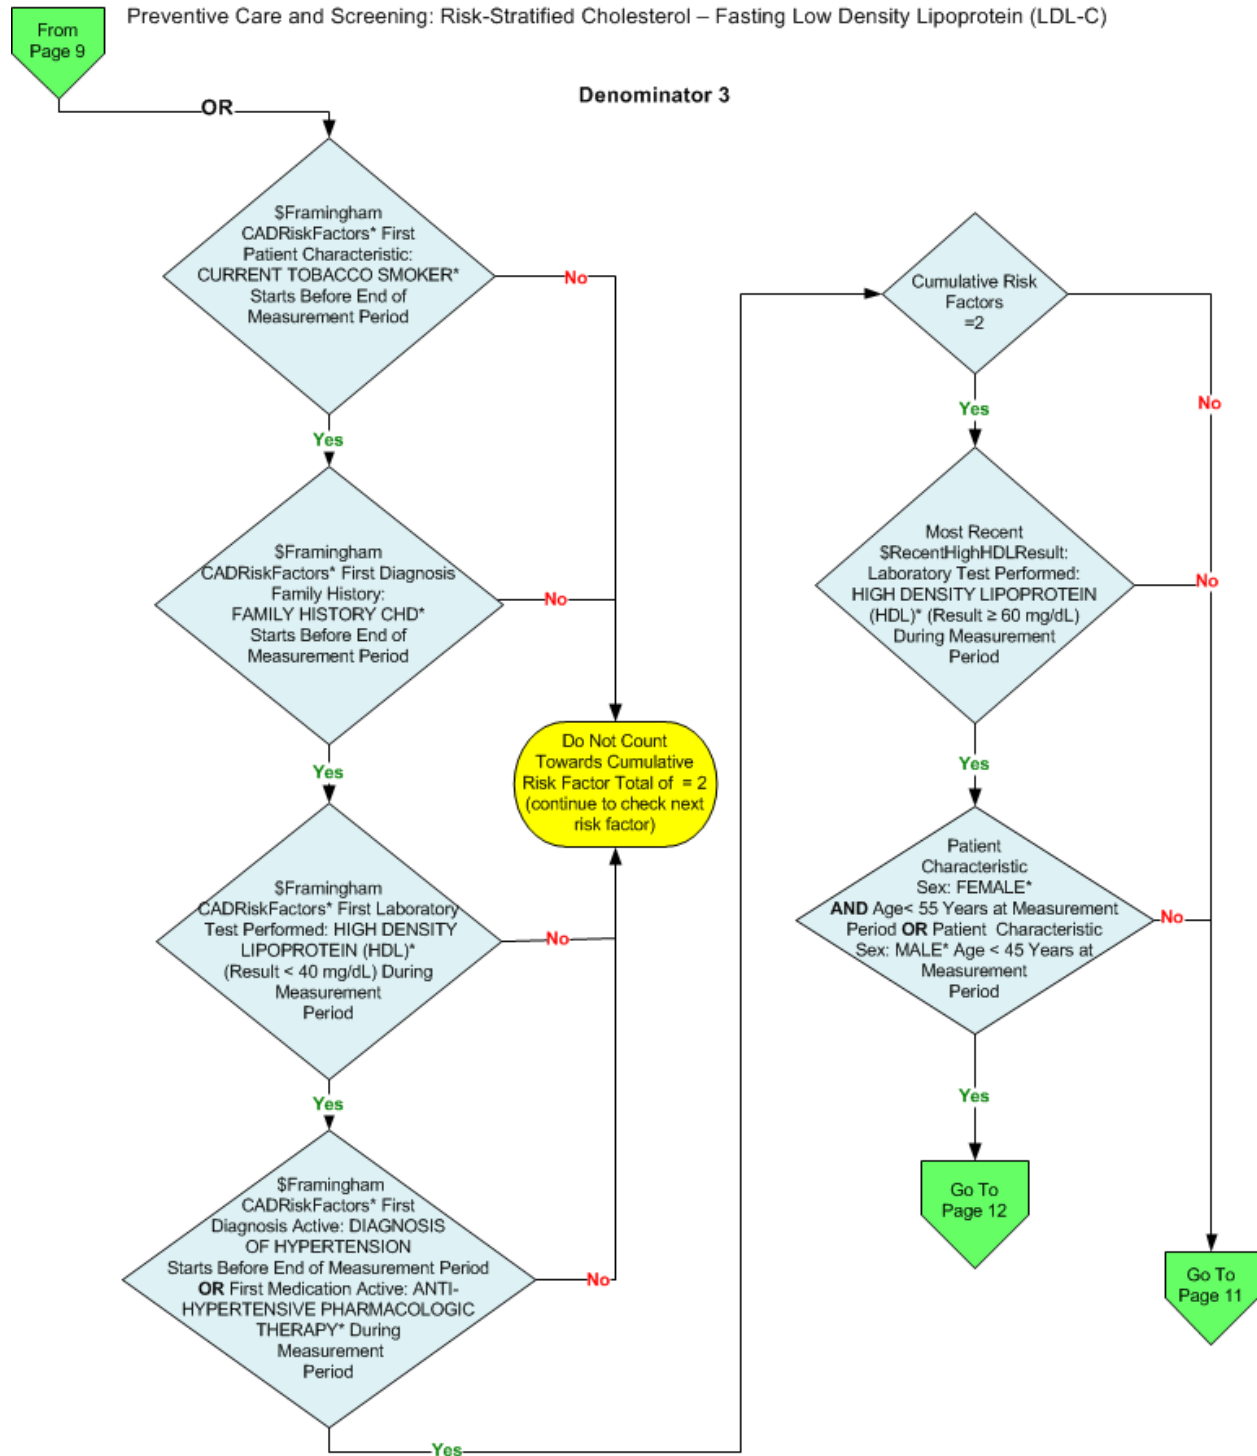 Preventive Care and Screening: Risk-Stratified Cholesterol – Fasting Low Density Lipoprotein (LDL-C)
From
Page 9
OR
Denominator 3
$Framingham
CADRiskFactors* First
Patient Characteristic:
CURRENT TOBACCO SMOKER*
Starts Before End of
Measurement Period
No
Yes
$Framingham
CADRiskFactors* First Diagnosis
Family History:
FAMILY HISTORY CHD*
Starts Before End of
Measurement Period
No
Yes
Do Not Count
Towards Cumulative
Risk Factor Total of = 2
(continue to check next
risk factor)
$Framingham
CADRiskFactors* First Laboratory
Test Performed: HIGH DENSITY
LIPOPROTEIN (HDL)*
(Result < 40 mg/dL) During
Measurement
Period
No
Yes
$Framingham
CADRiskFactors* First
Diagnosis Active: DIAGNOSIS
OF HYPERTENSION
Starts Before End of Measurement Period
OR First Medication Active: ANTI-
HYPERTENSIVE PHARMACOLOGIC
THERAPY* During
Measurement
Period
No
Yes
Cumulative Risk
Factors
=2
No
Yes
Most Recent
$RecentHighHDLResult:
Laboratory Test Performed:
HIGH DENSITY LIPOPROTEIN
(HDL)* (Result ≥ 60 mg/dL)
During Measurement
Period
No
Yes
Patient
Characteristic
Sex: FEMALE*
AND Age< 55 Years at Measurement
Period OR Patient Characteristic
Sex: MALE* Age < 45 Years at
Measurement
Period
No
Yes
Go To
Page 12
Go To
Page 11